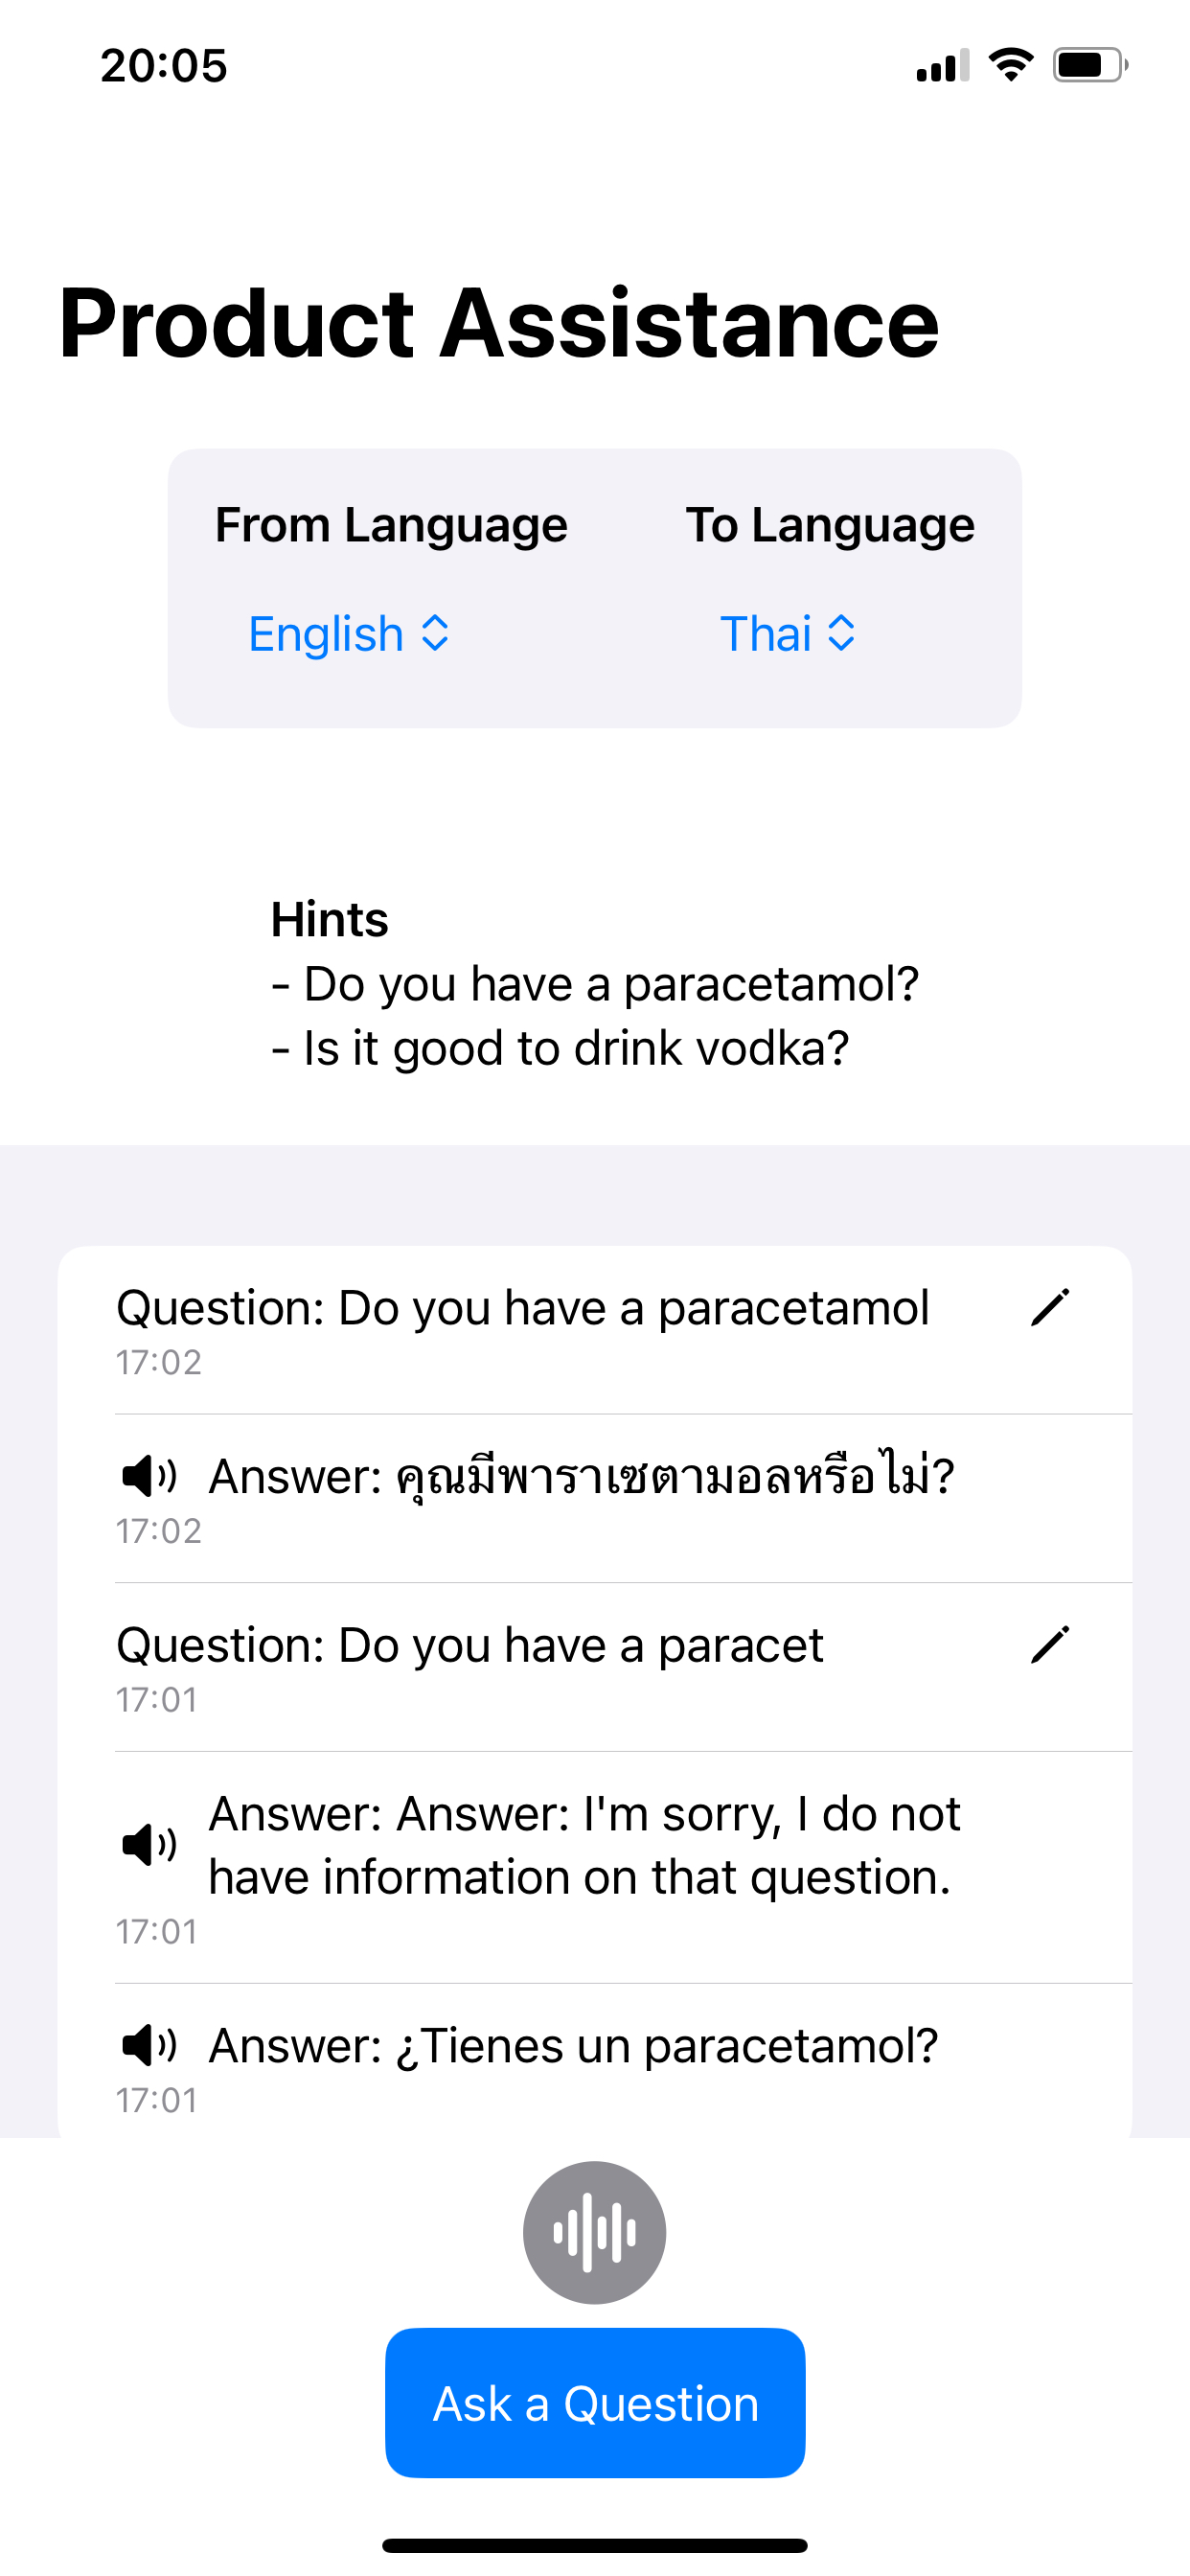 20:05
Product Assistance
From Language To Language
English Thai
Hints
- Do you have a paracetamol?
- Is it good to drink vodka?
Question: Do you have a paracetamol
17:02
Answer: คุณมีพาราเซตามอลหรือไม่?
17:02
Question: Do you have a paracet
17:01
Answer: Answer: I'm sorry, I do not
have information on that question.
17:01
Answer: ¿Tienes un paracetamol?
17:01
Ask a Question